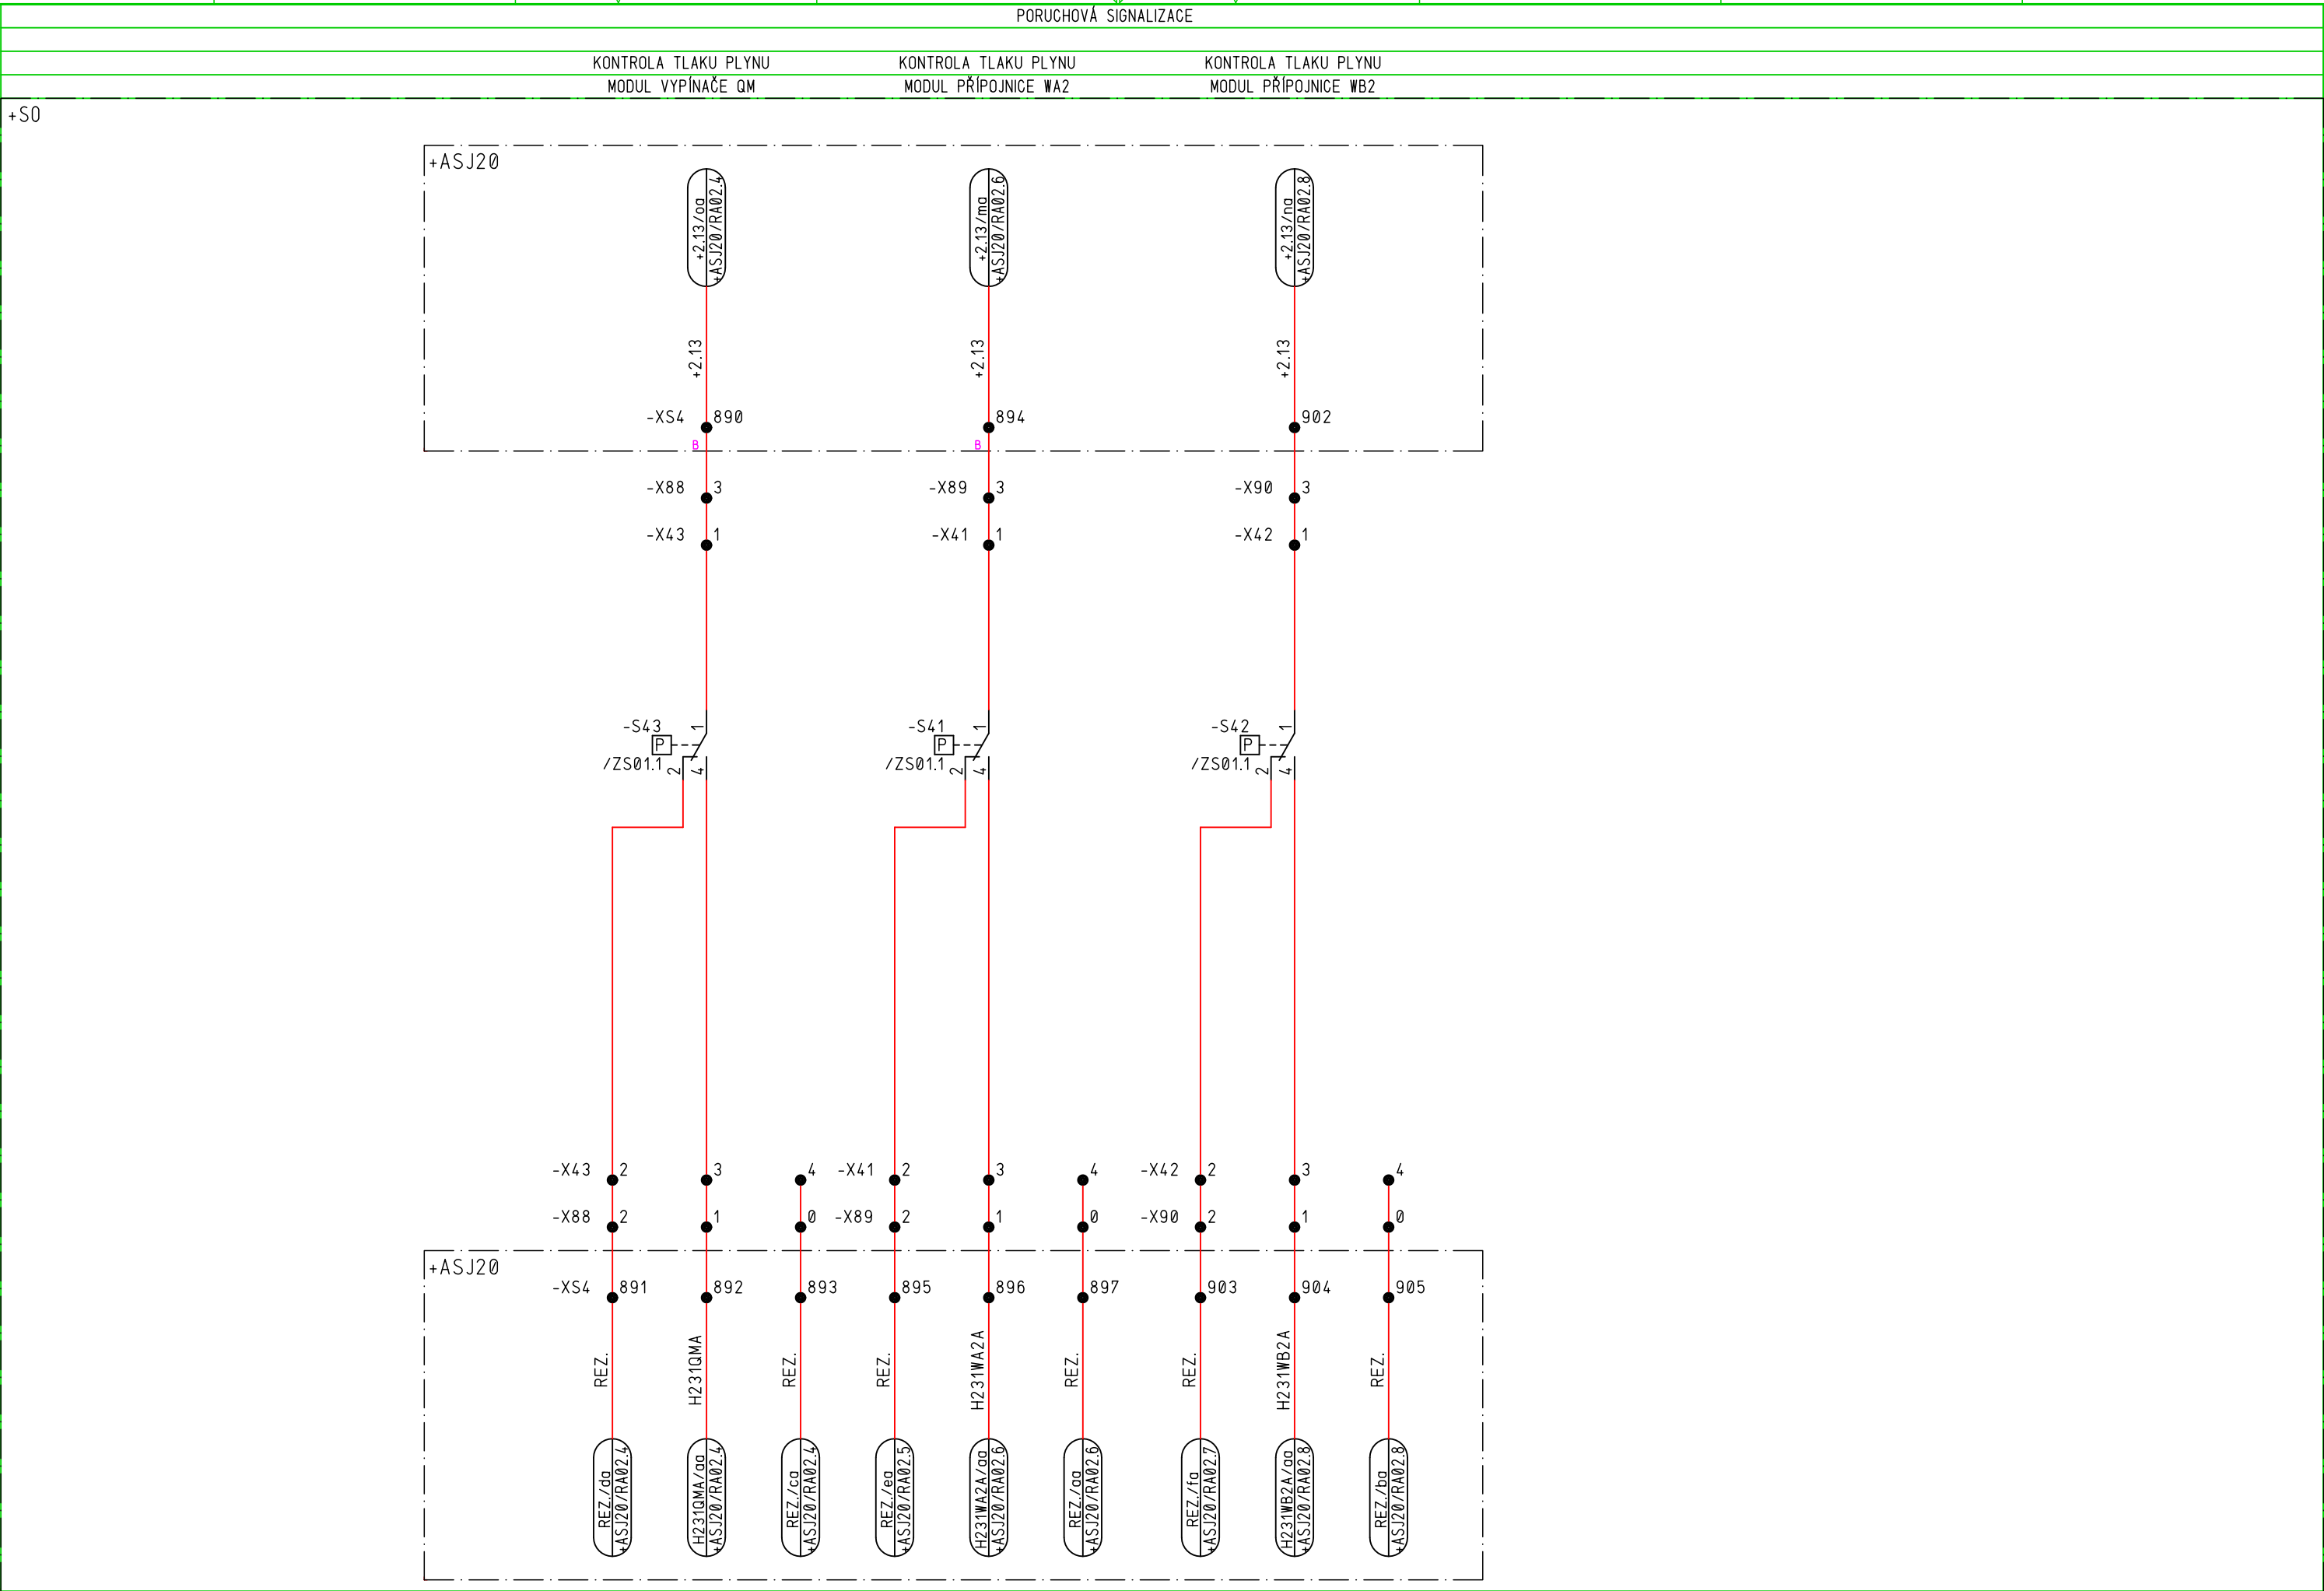 PORUCHOVÁ SIGNALIZACE
KONTROLA TLAKU PLYNU KONTROLA TLAKU PLYNU KONTROLA TLAKU PLYNU
MODUL VYPÍNAČE QM MODUL PŘÍPOJNICE WA2 MODUL PŘÍPOJNICE WB2
+S0
+ASJ20
+2.13/oa
+ASJ20/RA02.4
+2.13/ma
+ASJ20/RA02.6
+2.13/na
+ASJ20/RA02.8
+2.13 +2.13 +2.13
-XS4 890 894 902
B B
-X88 3 -X89 3 -X90 3
-X43 1 -X41 1 -X42 1
-S43 1 -S41 1 -S42 1
P P P
/ZS01.1 2 4 /ZS01.1 2 4 /ZS01.1 2 4
-X43 2 3 4 -X41 2 3 4 -X42 2 3 4
-X88 2 1 0 -X89 2 1 0 -X90 2 1 0
+ASJ20
-XS4 891 892 893 895 896 897 903 904 905
REZ. H231QMA REZ. REZ. H231WA2A REZ. REZ. H231WB2A REZ.
REZ./da
+ASJ20/RA02.4
H231QMA/aa
+ASJ20/RA02.4
REZ./ca
+ASJ20/RA02.4
REZ./ea
+ASJ20/RA02.5
H231WA2A/aa
+ASJ20/RA02.6
REZ./aa
+ASJ20/RA02.6
REZ./fa
+ASJ20/RA02.7
H231WB2A/aa
+ASJ20/RA02.8
REZ./ba
+ASJ20/RA02.8